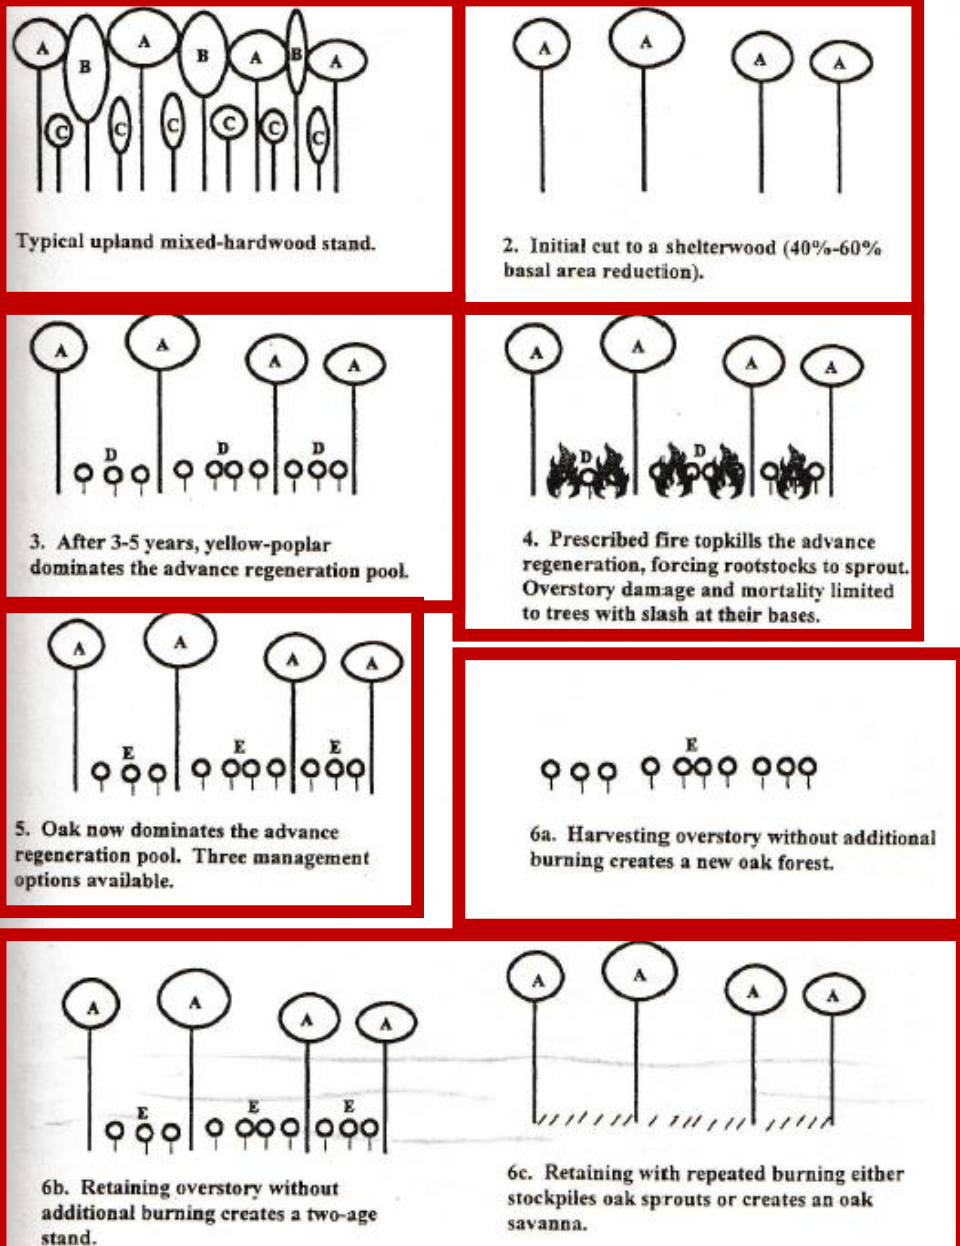 A B A B A B A
C C C C C C
Typical upland mixed-hardwood stand.
A A A A
2. Initial cut to a shelterwood (40%-60%
basal area reduction).
A A A A
D D D
3. After 3-5 years, yellow-poplar
dominates the advance regeneration pool.
A A A A
D D
4. Prescribed fire topkills the advance
regeneration, forcing rootstocks to sprout.
Overstory damage and mortality limited
to trees with slash at their bases.
A A A A
E E E
5. Oak now dominates the advance
regeneration pool. Three management
options available.
E
6a. Harvesting overstory without additional
burning creates a new oak forest.
A A A A
E E E
6b. Retaining overstory without
additional burning creates a two-age
stand.
A A A A
6c. Retaining with repeated burning either
stockpiles oak sprouts or creates an oak
savanna.